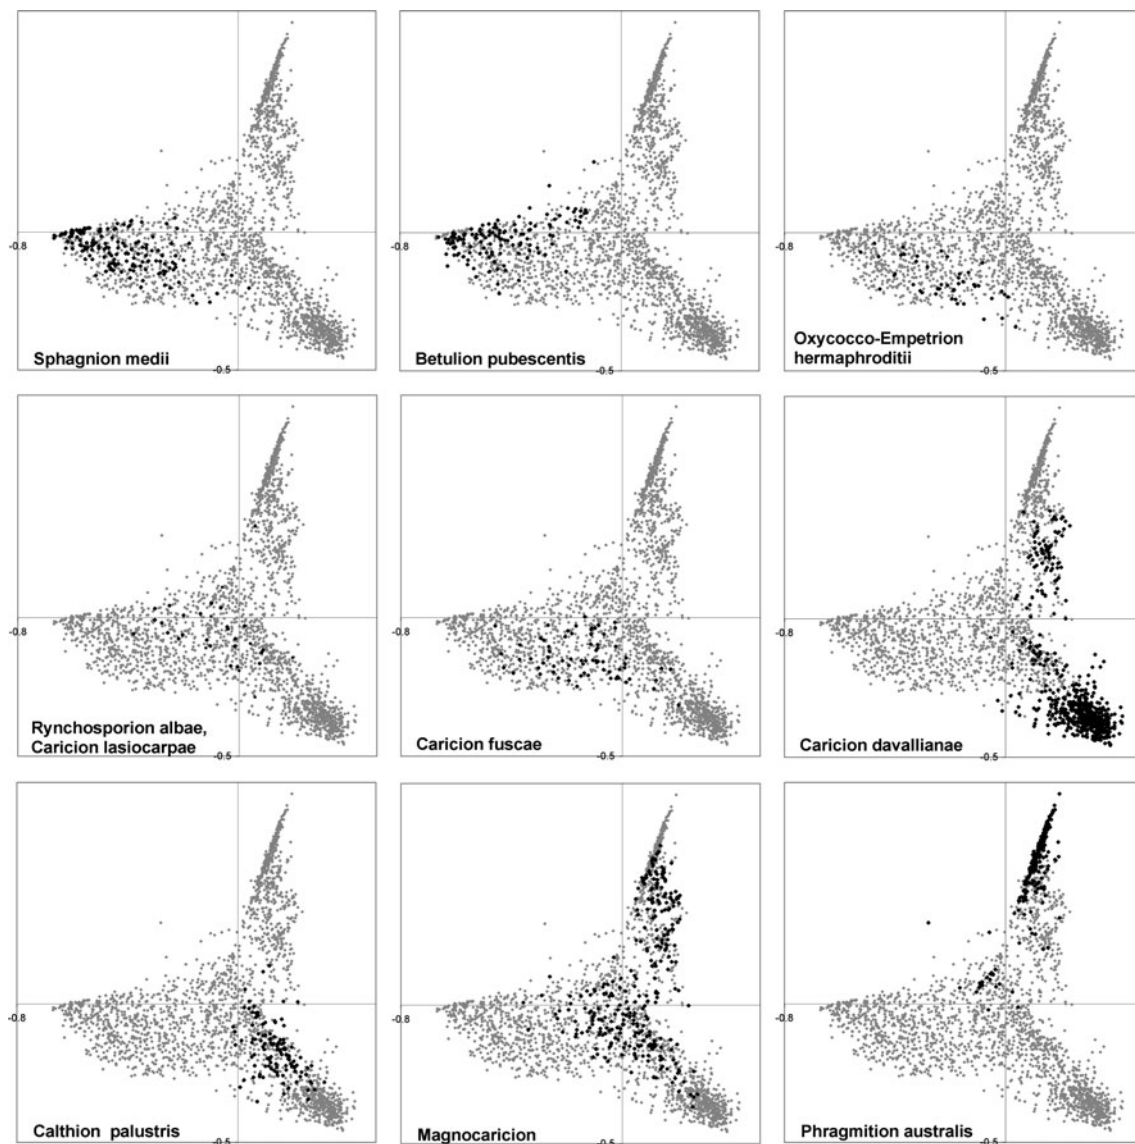 -0.8
-0.5
Sphagnion medii
-0.8
-0.5
Betulion pubescentis
-0.8
-0.5
Oxycocco-Empetrion
hermaphroditii
-0.8
-0.5
Rynchosporion albae,
Caricion lasiocarpae
-0.8
-0.5
Caricion fuscae
-0.8
-0.5
Caricion davallianae
-0.8
-0.5
Calthion palustris
-0.8
-0.5
Magnocaricion
-0.8
-0.5
Phragmition australis